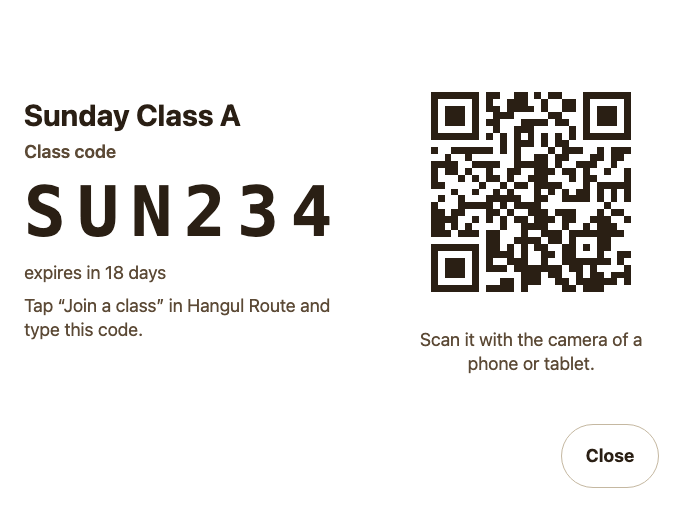 Sunday Class A
Class code
SUN234
expires in 18 days
Tap “Join a class” in Hangul Route and
type this code.
Scan it with the camera of a
phone or tablet.
Close